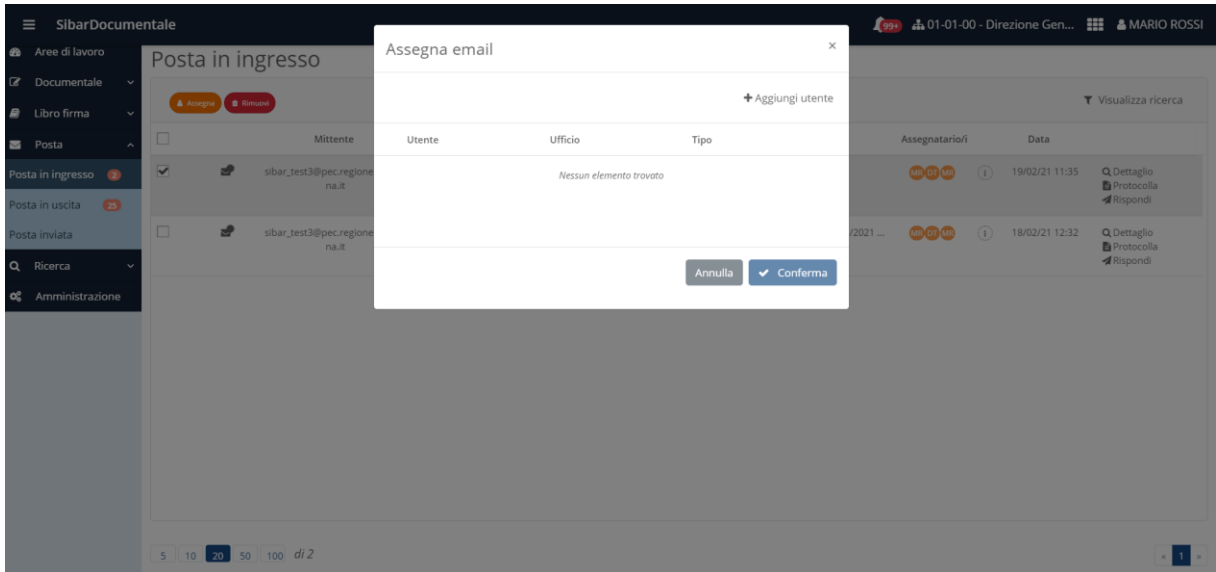 SibarDocumentale
99+
01-01-00 - Direzione Gen...
MARIO ROSSI
Aree di lavoro
Documentale
Libro firma
Posta
Posta in ingresso 2
Posta in uscita 25
Posta inviata
Ricerca
Amministrazione
Posta in ingresso
Assegna
Rimuovi
Visualizza ricerca
Mittente
Assegnatario/i
Data
sibar_test3@pec.regione
na.it
MR DT MR
i
19/02/21 11:35
Dettaglio
Protocolla
Rispondi
sibar_test3@pec.regione
na.it
/2021 ...
MR DT MR
i
18/02/21 12:32
Dettaglio
Protocolla
Rispondi
Assegna email
×
Aggiungi utente
Utente
Ufficio
Tipo
Nessun elemento trovato
Annulla
Conferma
5 10 20 50 100 di 2
« 1 »